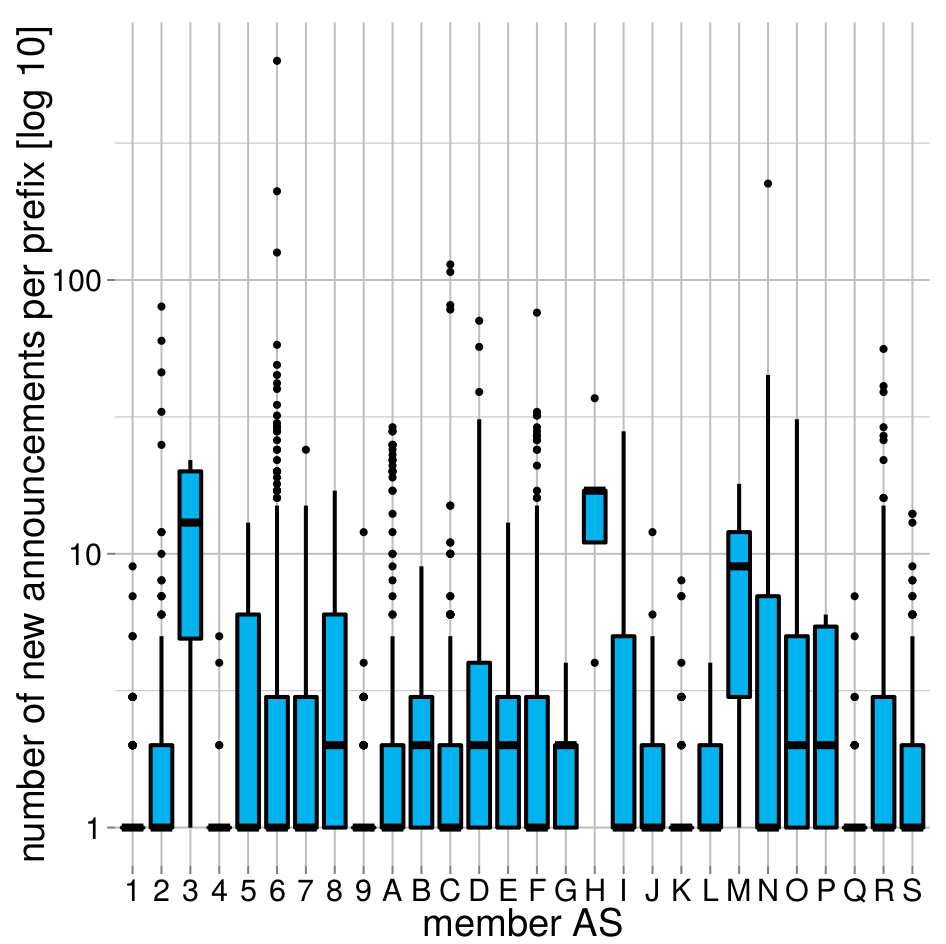 number of new announcements per prefix [log 10]
100
10
1
1 2 3 4 5 6 7 8 9 A B C D E F G H I J K L M N O P Q R S
member AS